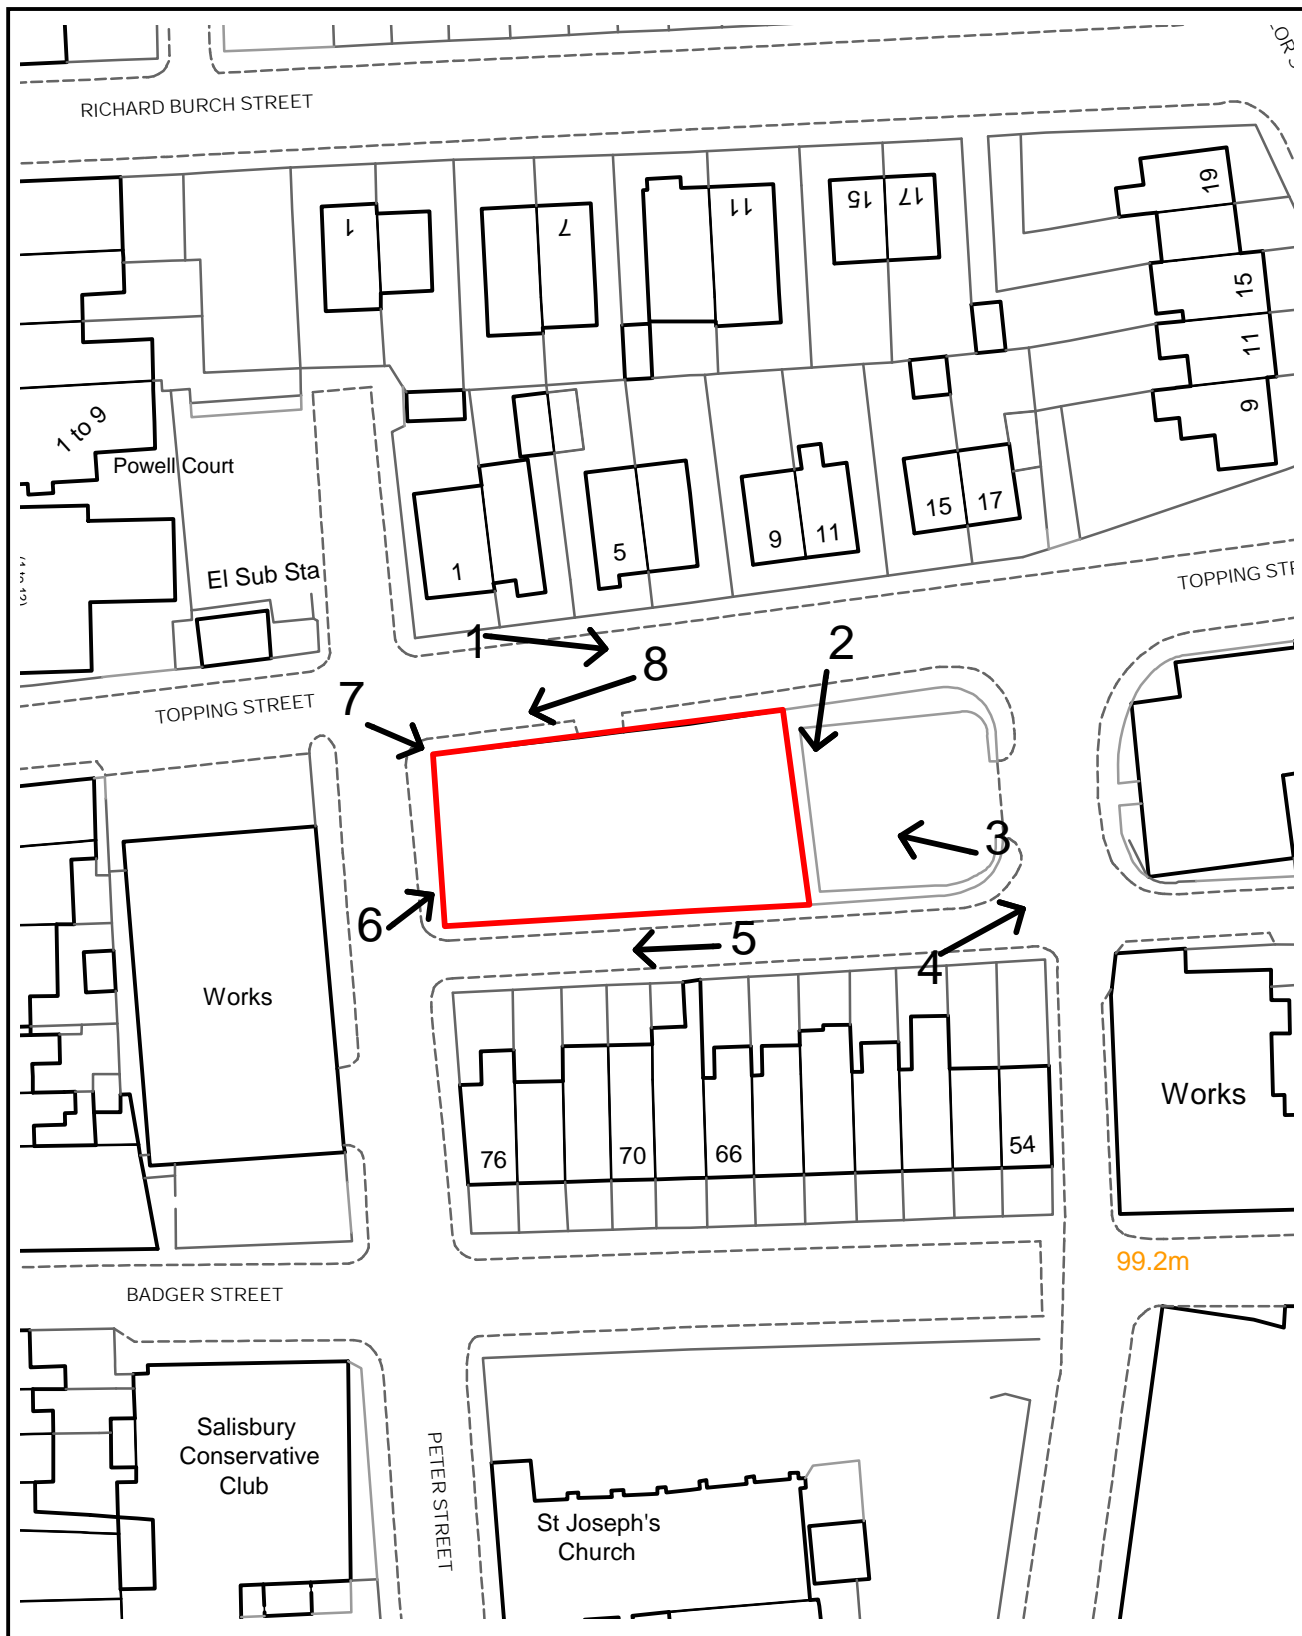 RICHARD BURCH STREET
1
7
11
15
17
19
15
11
9
1 to 9
Powell Court
El Sub Sta
1
5
9
11
15
17
TOPPING
TOPPING STREET
1
2
8
7
3
6
5
4
Works
Works
76
70
66
54
99.2m
BADGER STREET
Salisbury
Conservative
Club
PETER STREET
St Joseph's
Church